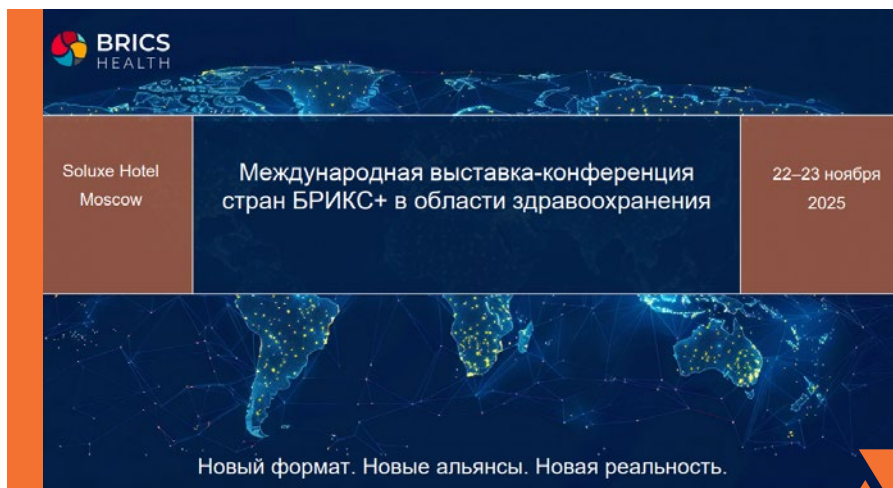 BRICS
HEALTH
Soluxe Hotel
Moscow
Международная выставка-конференция
стран БРИКС+ в области здравоохранения
22–23 ноября
2025
Новый формат. Новые альянсы. Новая реальность.